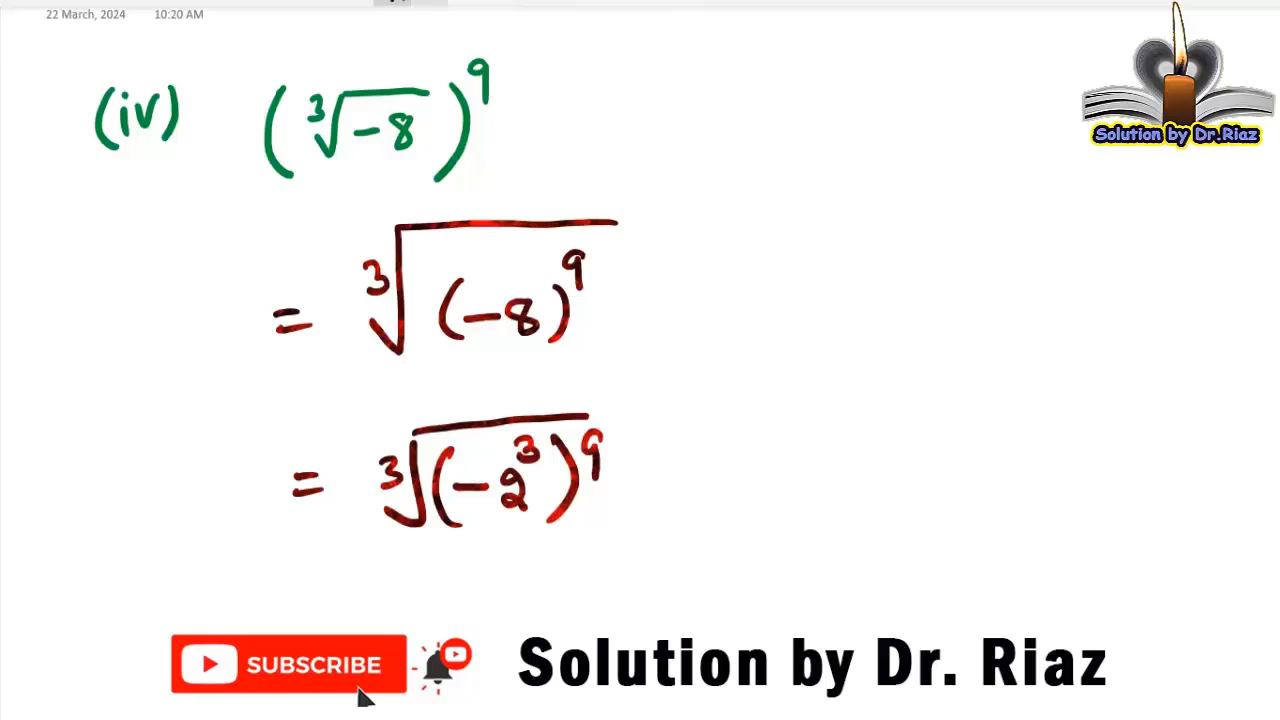 22 March, 2024 10:20 AM
(iv) (∛-8)⁹
= ∛(-8)⁹
= ∛(-2³)⁹
Solution by Dr.Riaz
SUBSCRIBE
Solution by Dr. Riaz